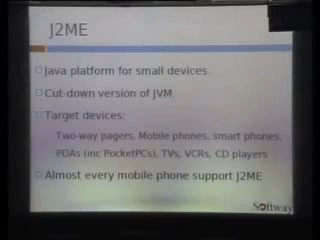 J2ME
Java platform for small devices
Cut-down version of JVM
Target devices:
Two-way pagers, Mobile phones, smart phones,
PDAs (inc PocketPCs), TVs, VCRs, CD players
Almost every mobile phone support J2ME
Softway